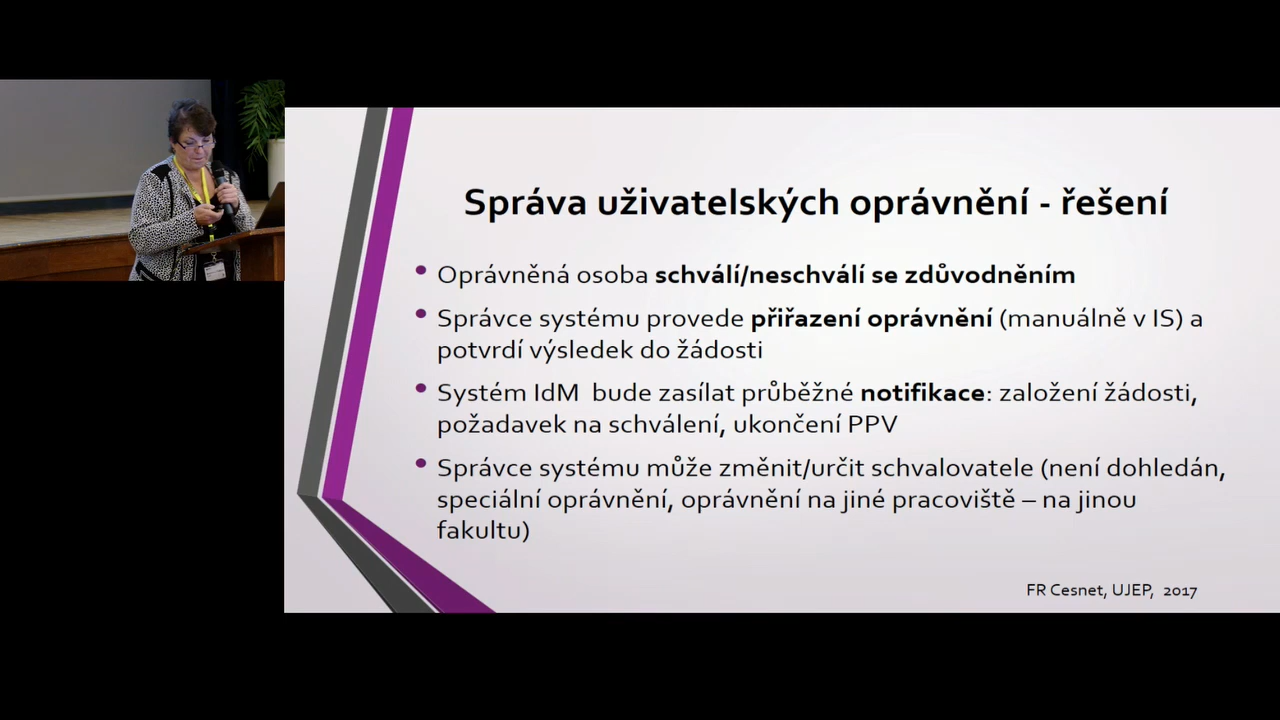 Správa uživatelských oprávnění - řešení
• Oprávněná osoba schválí/neschválí se zdůvodněním
• Správce systému provede přiřazení oprávnění (manuálně v IS) a
potvrdí výsledek do žádosti
• Systém IdM bude zasílat průběžné notifikace: založení žádosti,
požadavek na schválení, ukončení PPV
• Správce systému může změnit/určit schvalovatele (není dohledán,
speciální oprávnění, oprávnění na jiné pracoviště – na jinou
fakultu)
FR Cesnet, UJEP, 2017